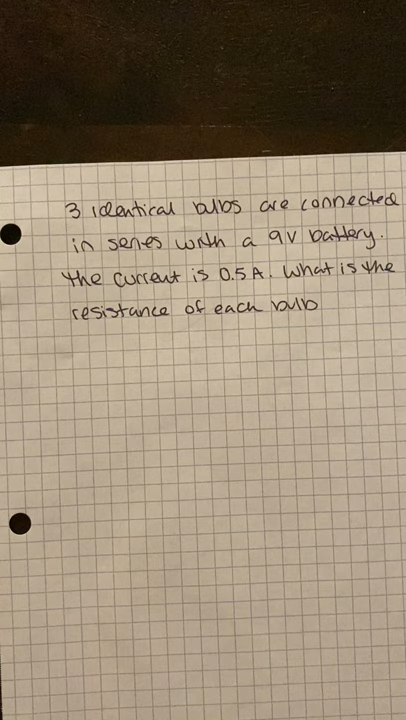 3 identical bulbs are connected
in series with a 9V battery.
the current is 0.5A. What is the
resistance of each bulb